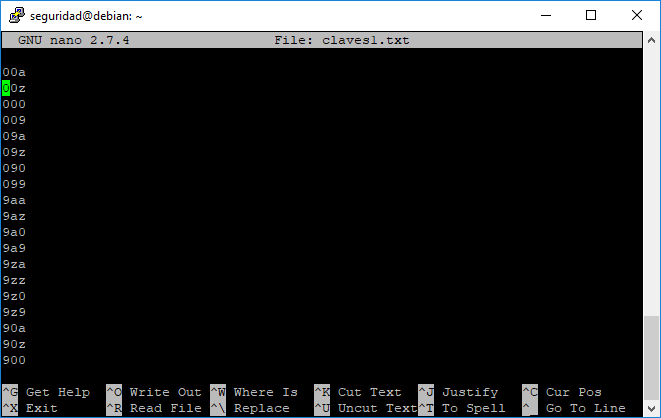 seguridad@debian: ~
GNU nano 2.7.4 File: claves1.txt
00a
00z
000
009
09a
09z
090
099
9aa
9az
9a0
9a9
9za
9zz
9z0
9z9
90a
90z
900
^G Get Help ^O Write Out ^W Where Is ^K Cut Text ^J Justify ^C Cur Pos
^X Exit ^R Read File ^\ Replace ^U Uncut Text ^T To Spell ^_ Go To Line